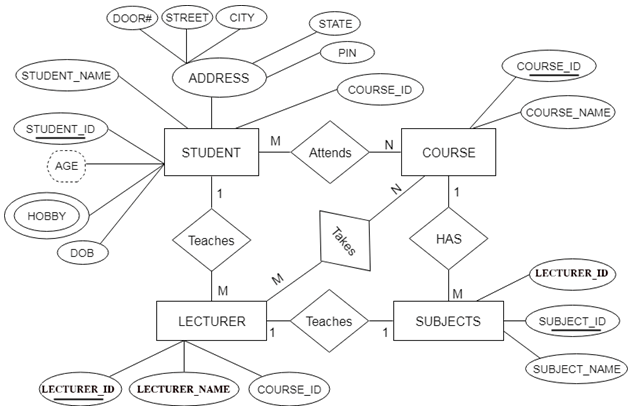 DOOR#
STREET
CITY
STATE
PIN
ADDRESS
STUDENT_NAME
COURSE_ID
COURSE_ID
COURSE_NAME
STUDENT_ID
AGE
HOBBY
DOB
STUDENT
M
Attends
N
COURSE
1
Teaches
M
N
Takes
M
1
HAS
M
LECTURER
1
Teaches
1
SUBJECTS
LECTURER_ID
SUBJECT_ID
SUBJECT_NAME
LECTURER_ID
LECTURER_NAME
COURSE_ID